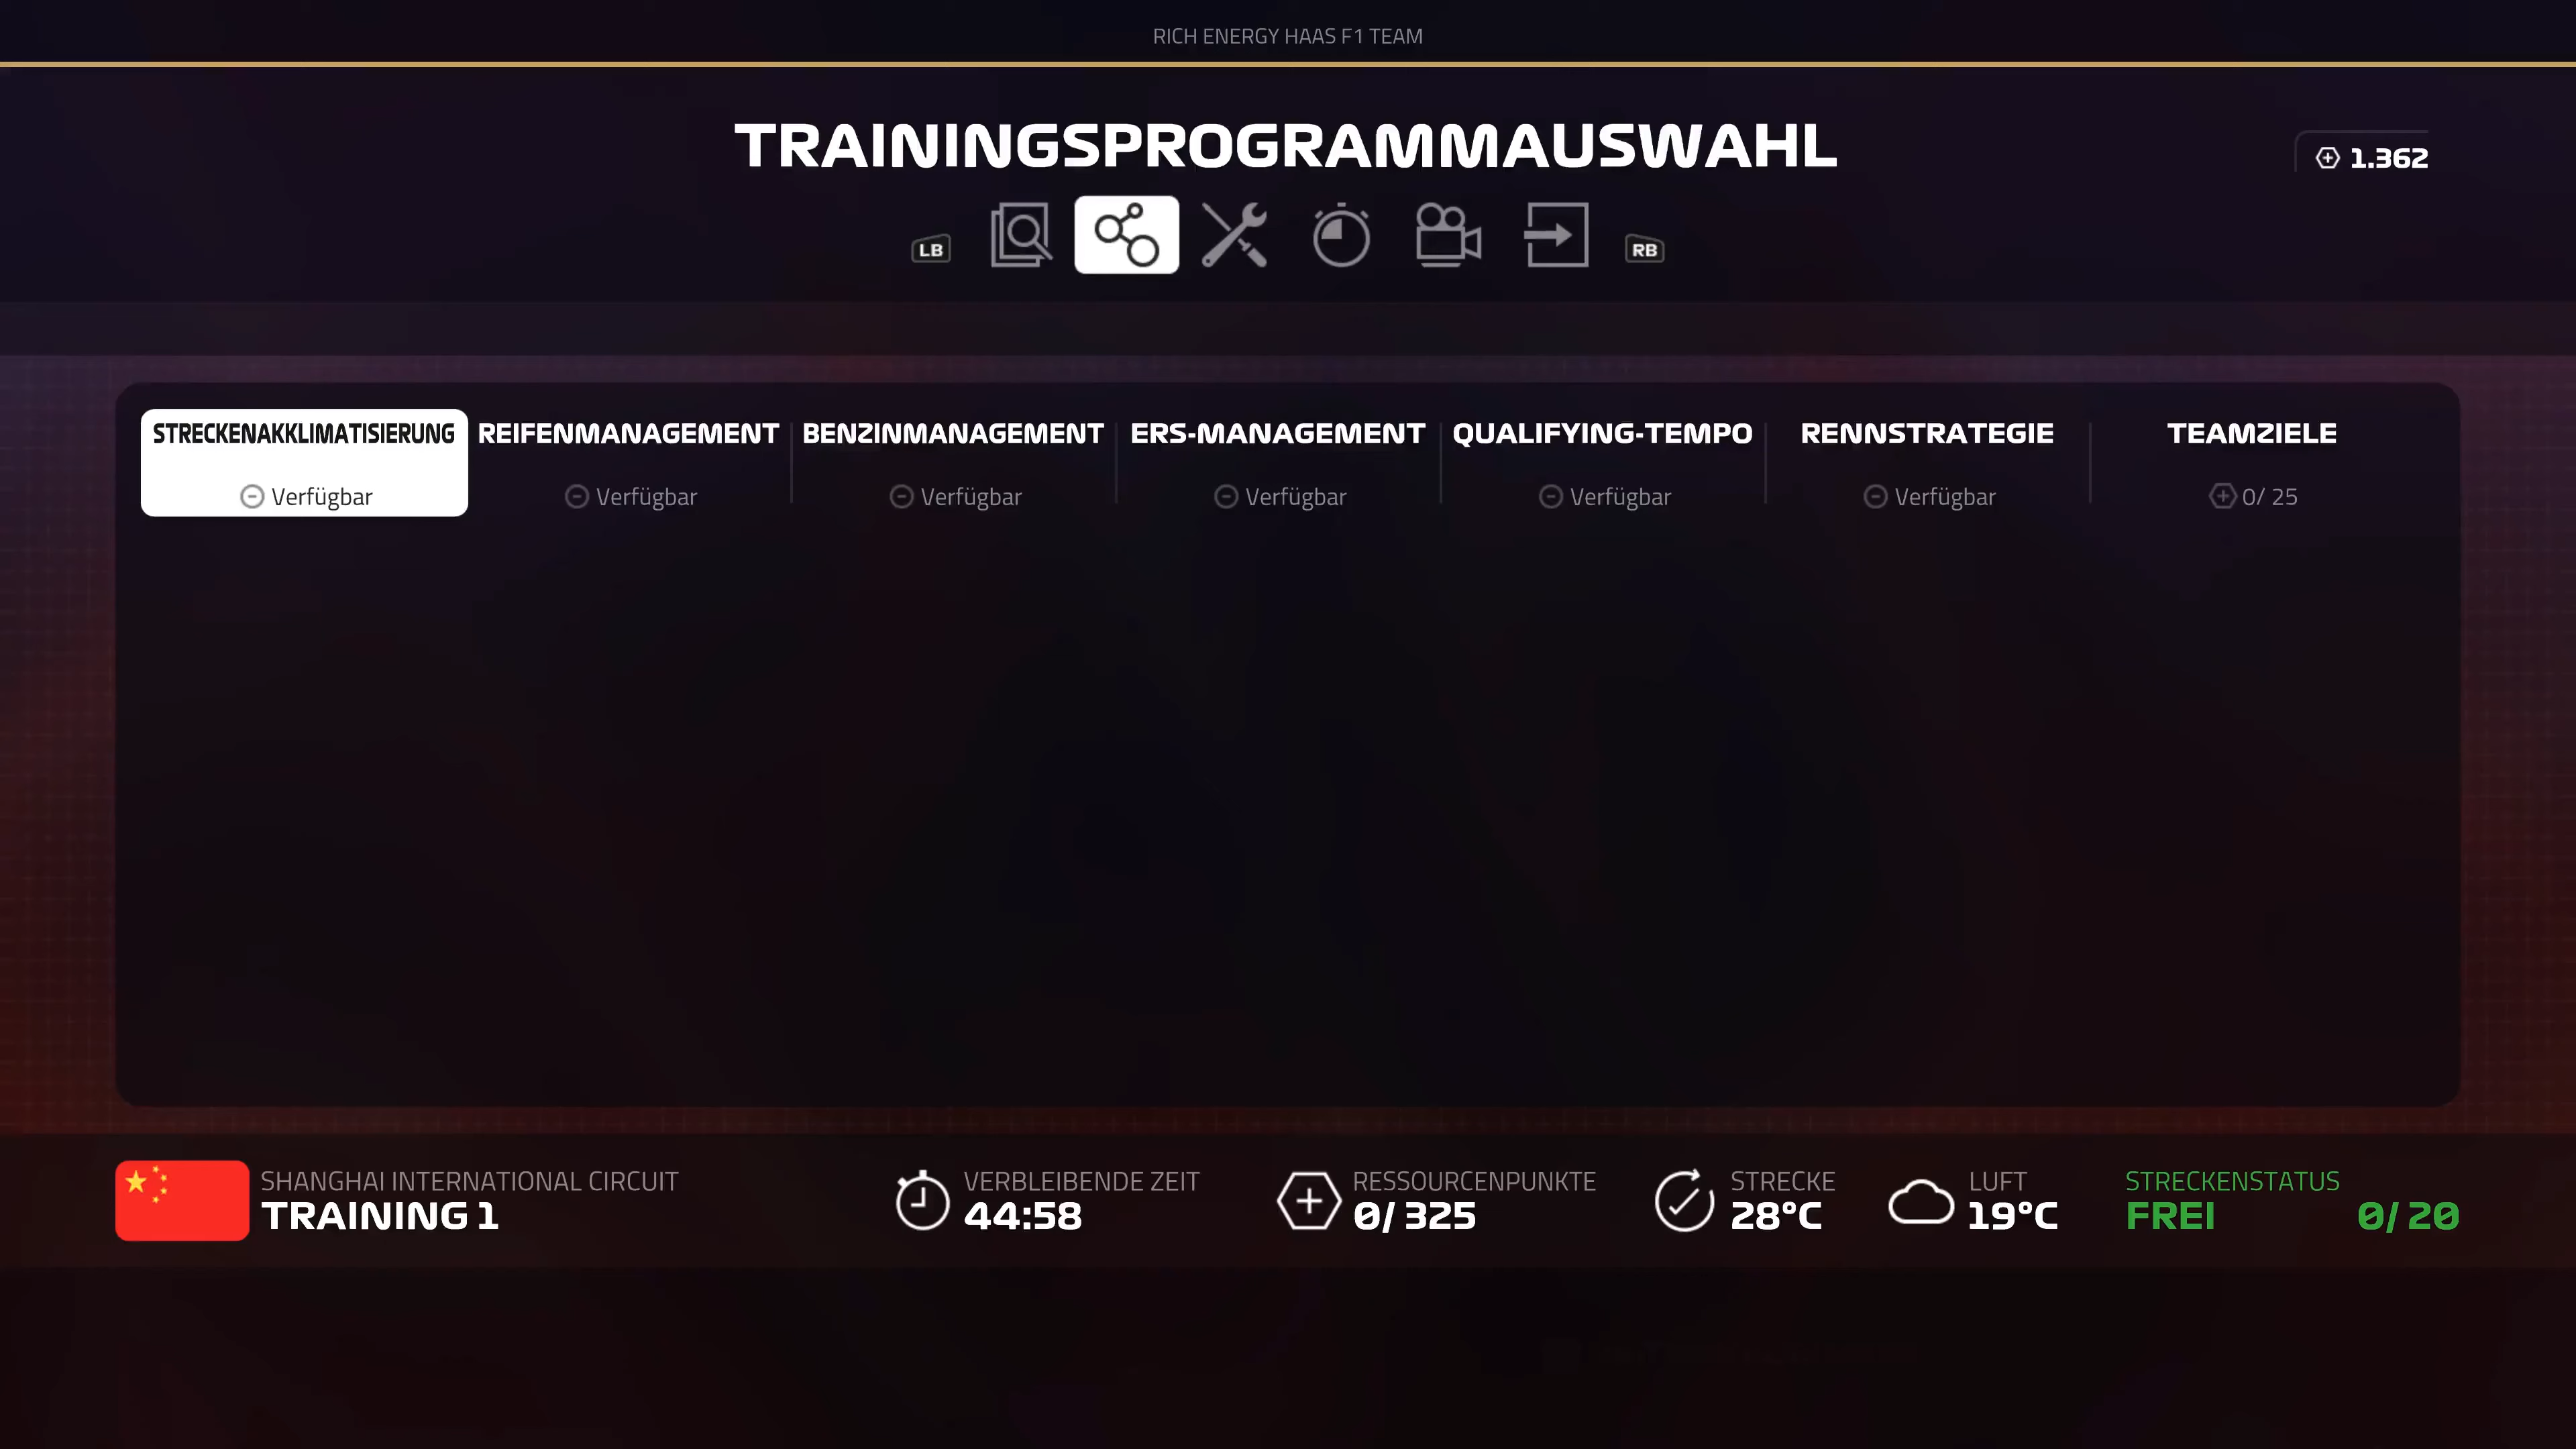 RICH ENERGY HAAS F1 TEAM
TRAININGSPROGRAMMAUSWAHL
1.362
LB
RB
STRECKENAKKLIMATISIERUNG
Verfügbar
REIFENMANAGEMENT
Verfügbar
BENZINMANAGEMENT
Verfügbar
ERS-MANAGEMENT
Verfügbar
QUALIFYING-TEMPO
Verfügbar
RENNSTRATEGIE
Verfügbar
TEAMZIELE
0/ 25
SHANGHAI INTERNATIONAL CIRCUIT
TRAINING 1
VERBLEIBENDE ZEIT
44:58
RESSOURCENPUNKTE
0/ 325
STRECKE
28°C
LUFT
19°C
STRECKENSTATUS
FREI 0/ 20